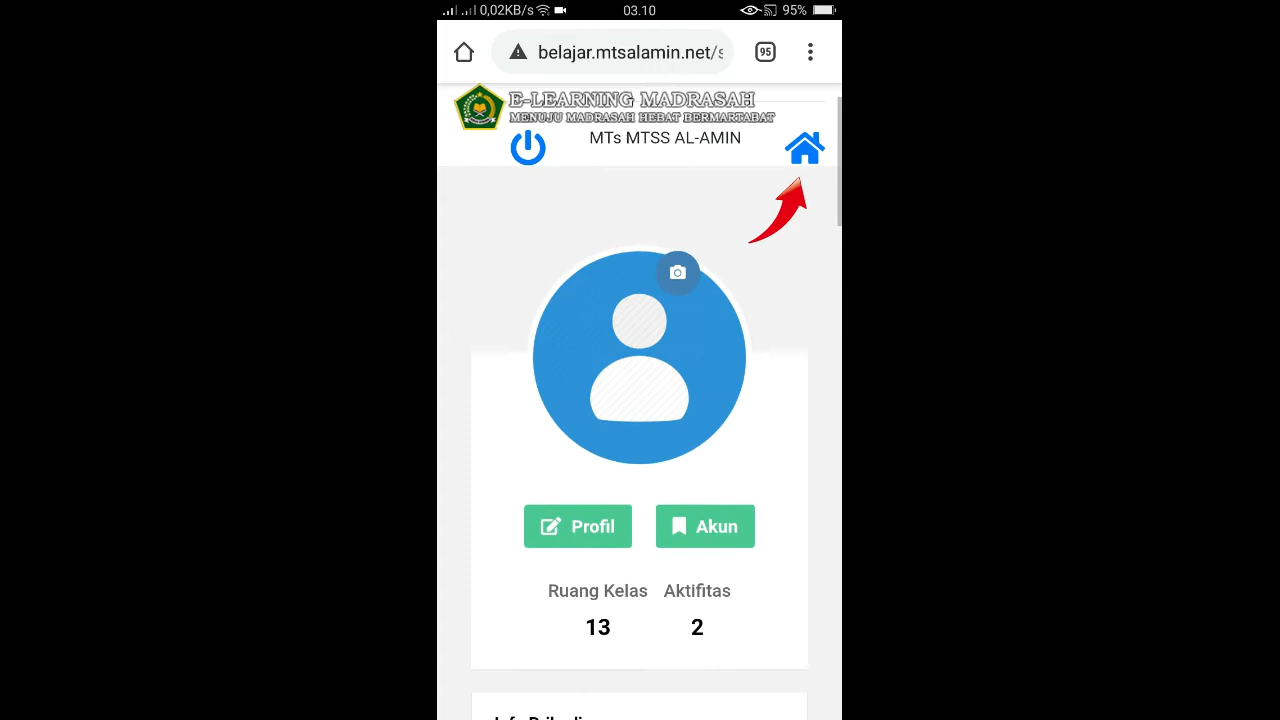 0,02KB/s 03.10 95%
belajar.mtsalamin.net/s 95
E-LEARNING MADRASAH
MENUJU MADRASAH HEBAT BERMARTABAT
MTs MTSS AL-AMIN
Profil Akun
Ruang Kelas Aktifitas
13 2